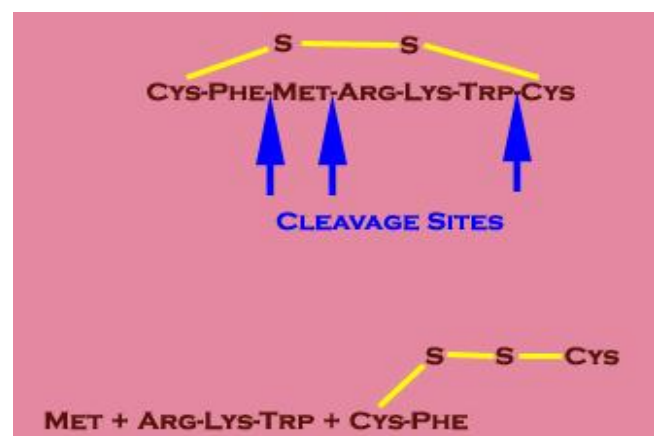 S S
CYS-PHE-MET-ARG-LYS-TRP-CYS
CLEAVAGE SITES
S S CYS
MET + ARG-LYS-TRP + CYS-PHE